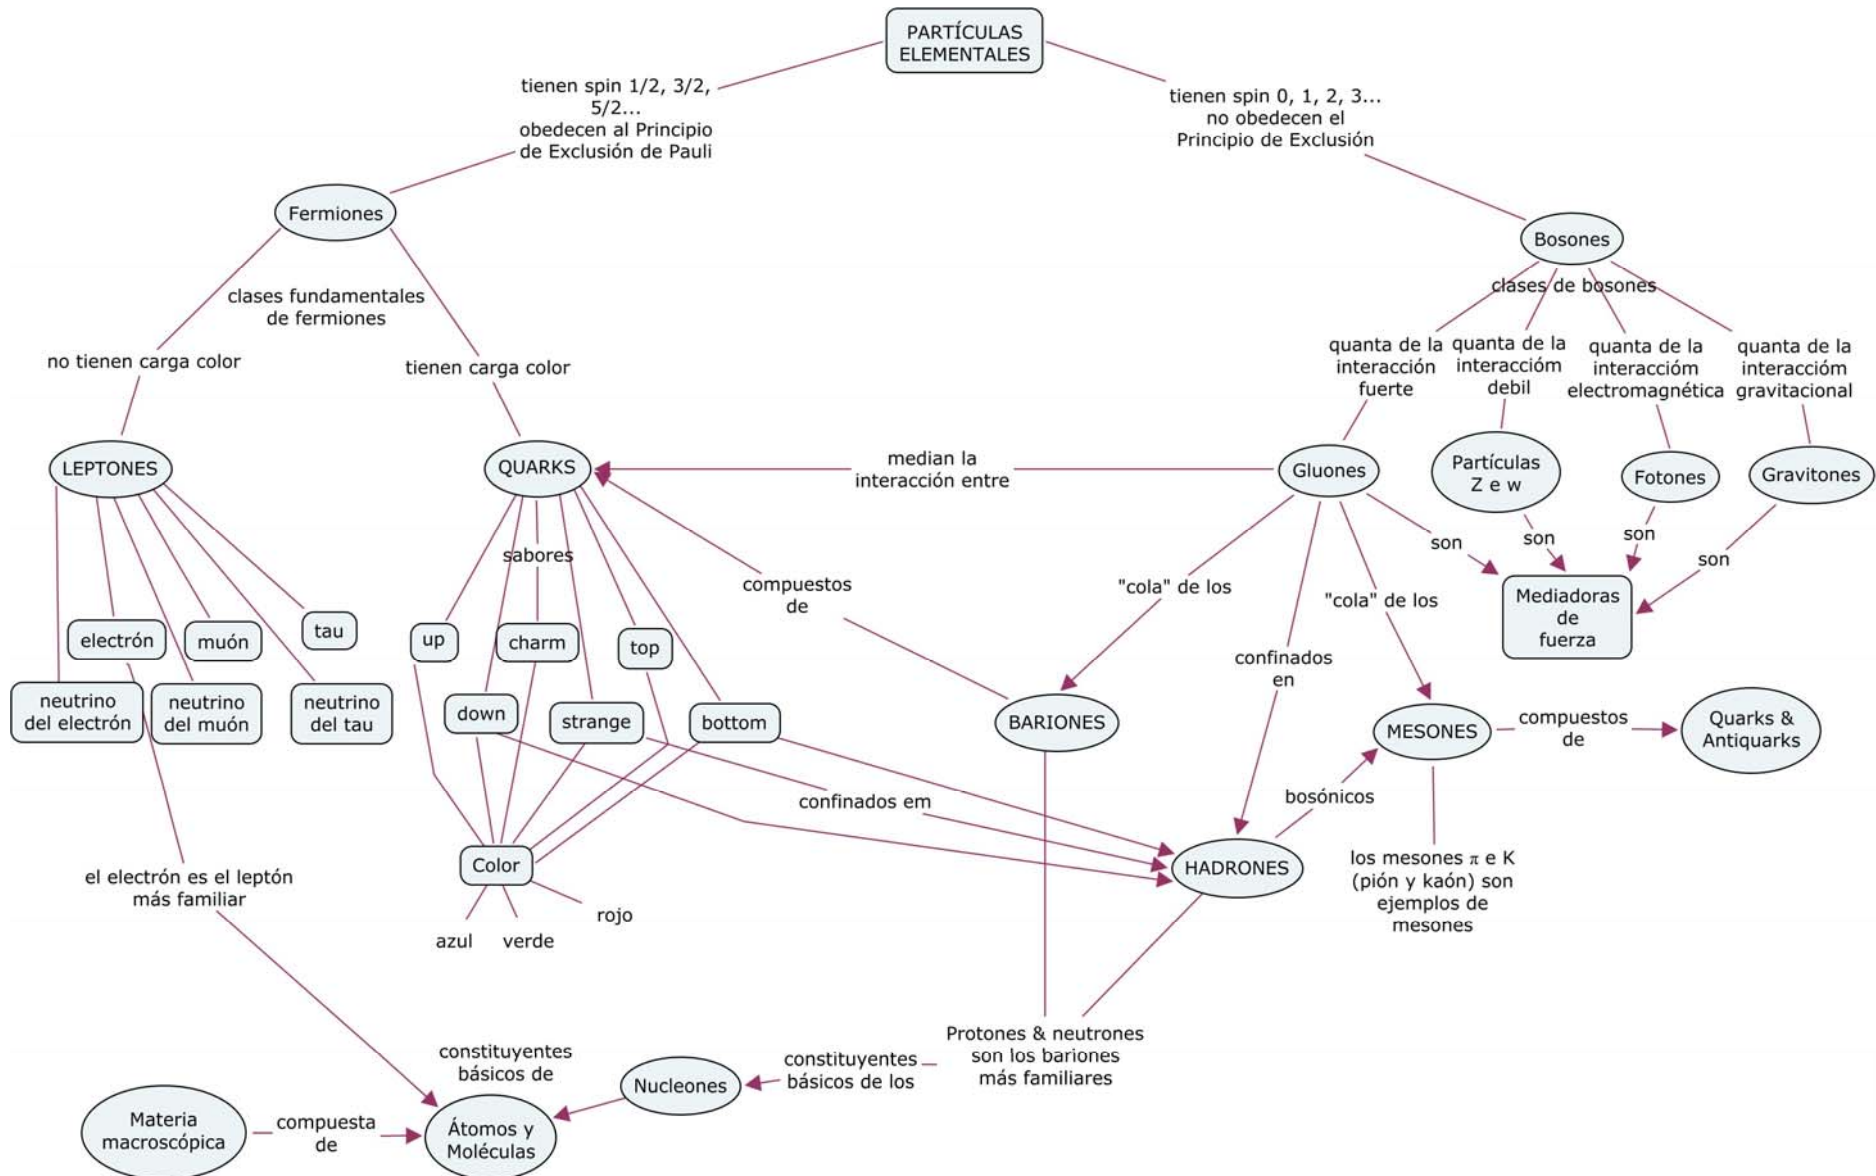 PARTÍCULAS
ELEMENTALES
tienen spin 1/2, 3/2,
5/2...
obedecen al Principio
de Exclusión de Pauli
tienen spin 0, 1, 2, 3...
no obedecen el
Principio de Exclusión
Fermiones
Bosones
clases fundamentales
de fermiones
clases de bosones
no tienen carga color
tienen carga color
quanta de la
interacción
fuerte
quanta de la
interaccióm
debil
quanta de la
interaccióm
electromagnética
quanta de la
interaccióm
gravitacional
LEPTONES
QUARKS
median la
interacción entre
Gluones
Partículas
Z e w
Fotones
Gravitones
sabores
compuestos
de
"cola" de los
"cola" de los
son
son
son
son
Mediadoras
de
fuerza
electrón
muón
tau
up
charm
top
confinados
en
neutrino
del electrón
neutrino
del muón
neutrino
del tau
down
strange
bottom
BARIONES
MESONES
compuestos
de
Quarks &
Antiquarks
confinados em
bosónicos
Color
HADRONES
el electrón es el leptón
más familiar
azul
verde
rojo
los mesones π e K
(pión y kaón) son
ejemplos de
mesones
Protones & neutrones
son los bariones
más familiares
constituyentes
básicos de
Nucleones
constituyentes
básicos de los
Materia
macroscópica
compuesta
de
Átomos y
Moléculas